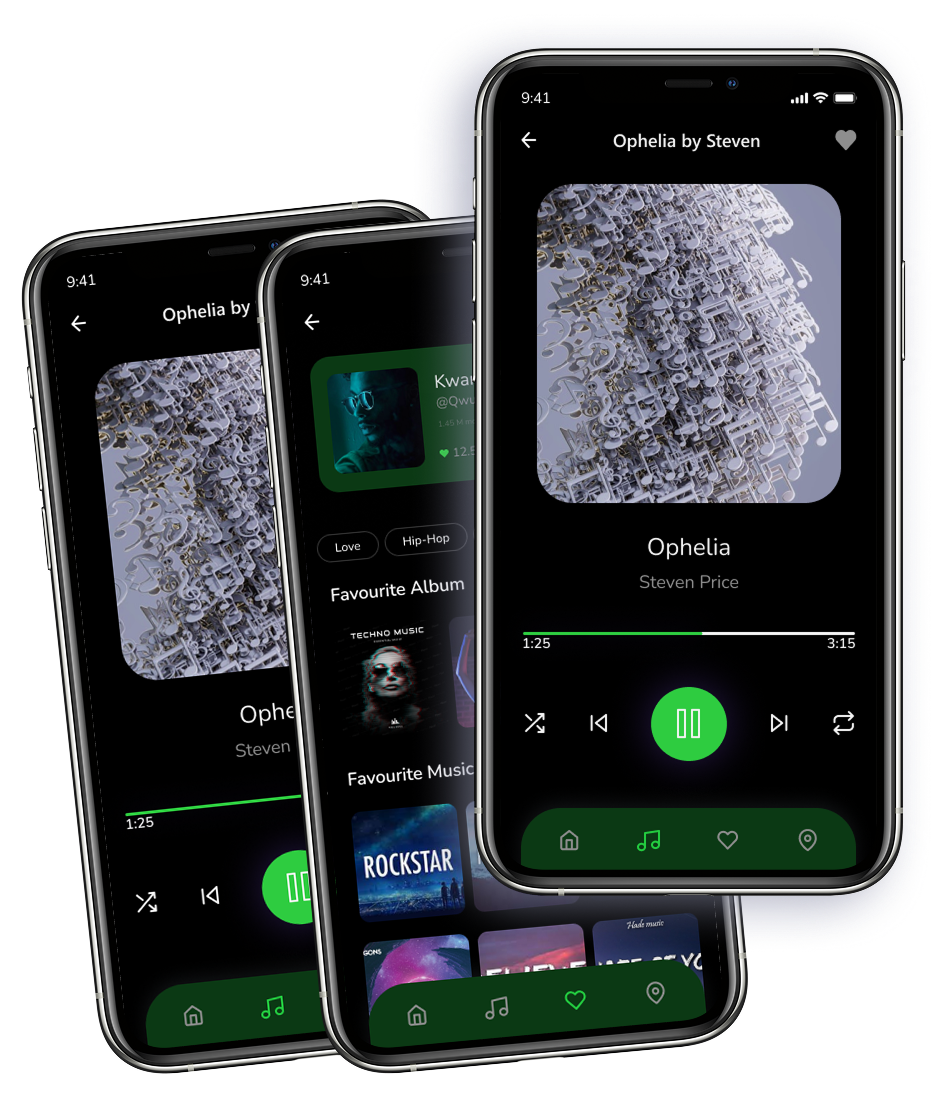 9:41
Ophelia by Steven
Ophelia
Steven Price
1:25
3:15
9:41
Ophelia by
Ophe
Steven
1:25
9:41
Kwa
@Qwu
1.45 M
12.5
Love
Hip-Hop
Favourite Album
TECHNO MUSIC
Favourite Music
ROCKSTAR
GONS
Hade music